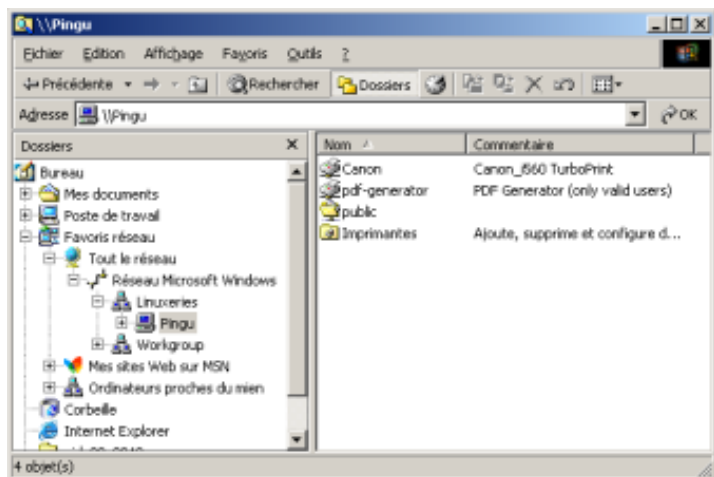 \\Pingu
Fichier Edition Affichage Favoris Outils ?
Précédente Rechercher Dossiers
Adresse \\Pingu OK
Dossiers
Bureau
Mes documents
Poste de travail
Favoris réseau
Tout le réseau
Réseau Microsoft Windows
Linuxeries
Pingu
Workgroup
Mes sites Web sur MSN
Ordinateurs proches du mien
Corbeille
Internet Explorer
Nom Commentaire
Canon Canon_i560 TurboPrint
pdf-generator PDF Generator (only valid users)
public
Imprimantes Ajoute, supprime et configure d...
4 objet(s)